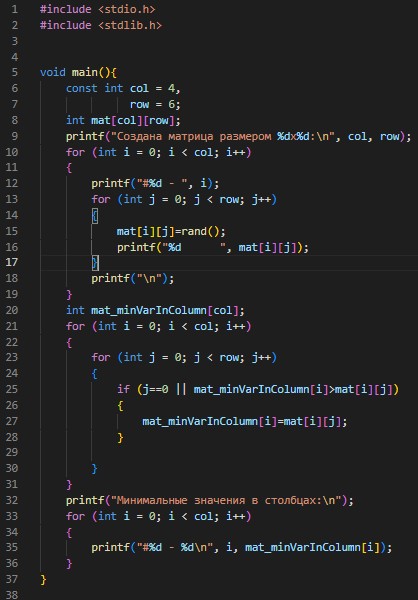 1 #include <stdio.h>
2 #include <stdlib.h>
3
4
5 void main(){
6     const int col = 4,
7               row = 6;
8     int mat[col][row];
9     printf("Создана матрица размером %dx%d:\n", col, row);
10     for (int i = 0; i < col; i++)
11     {
12         printf("#%d - ", i);
13         for (int j = 0; j < row; j++)
14         {
15             mat[i][j]=rand();
16             printf("%d      ", mat[i][j]);
17         }
18         printf("\n");
19     }
20     int mat_minVarInColumn[col];
21     for (int i = 0; i < col; i++)
22     {
23         for (int j = 0; j < row; j++)
24         {
25             if (j==0 || mat_minVarInColumn[i]>mat[i][j])
26             {
27                 mat_minVarInColumn[i]=mat[i][j];
28             }
29
30         }
31     }
32     printf("Минимальные значения в столбцах:\n");
33     for (int i = 0; i < col; i++)
34     {
35         printf("#%d - %d\n", i, mat_minVarInColumn[i]);
36     }
37 }
38